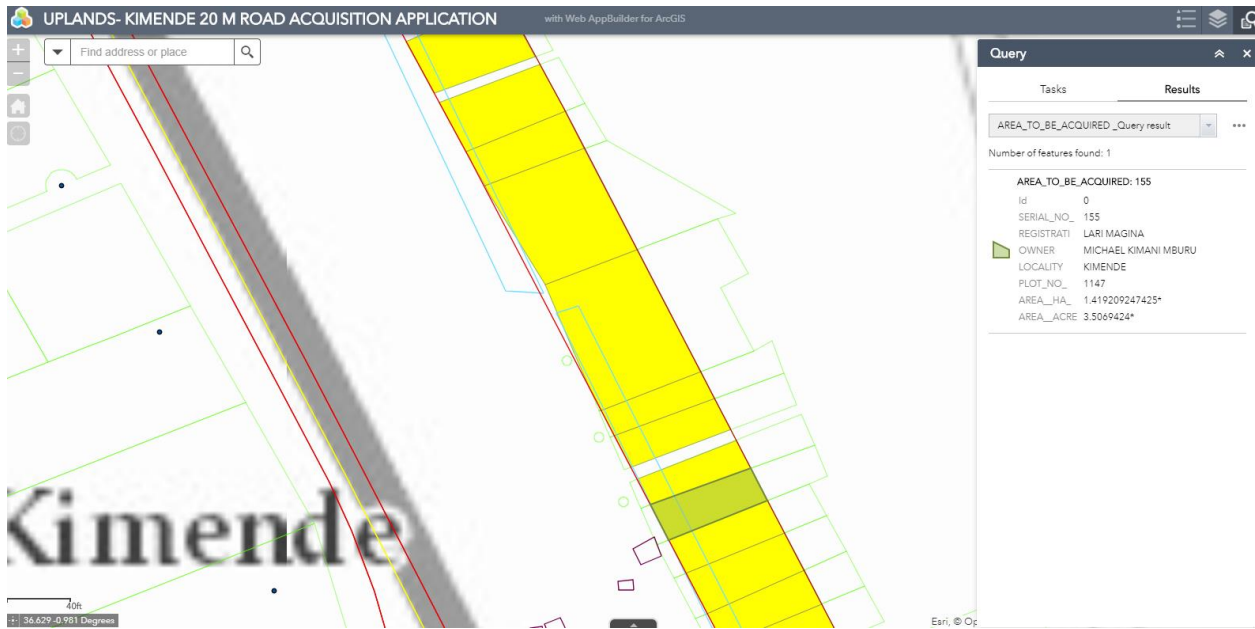 UPLANDS- KIMENDE 20 M ROAD ACQUISITION APPLICATION
with Web AppBuilder for ArcGIS
Find address or place
Query
Tasks
Results
AREA_TO_BE_ACQUIRED _Query result
Number of features found: 1
AREA_TO_BE_ACQUIRED: 155
Id 0
SERIAL_NO_ 155
REGISTRATI LARI MAGINA
OWNER MICHAEL KIMANI MBURU
LOCALITY KIMENDE
PLOT_NO_ 1147
AREA__HA_ 1.419209247425*
AREA__ACRE 3.5069424*
Kimende
40ft
36.629 -0.981 Degrees
Esri, © Op